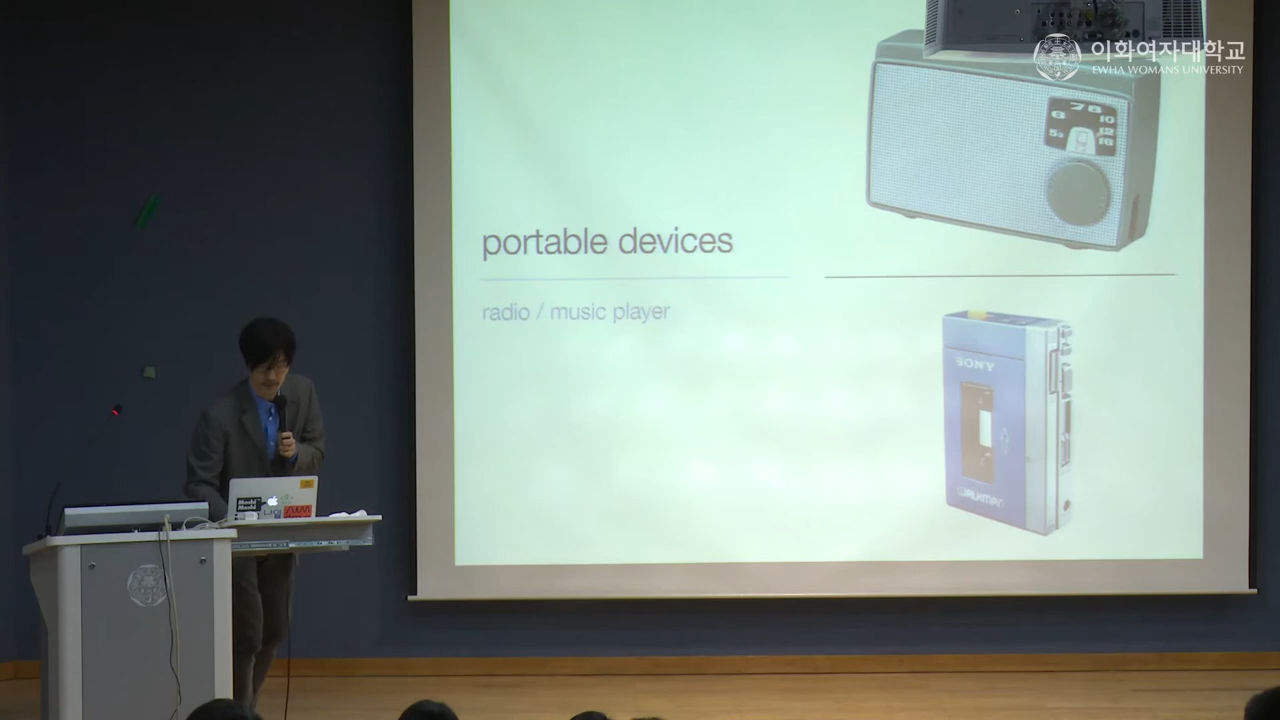 이화여자대학교
EWHA WOMANS UNIVERSITY
portable devices
radio / music player
SONY
WALKMAN